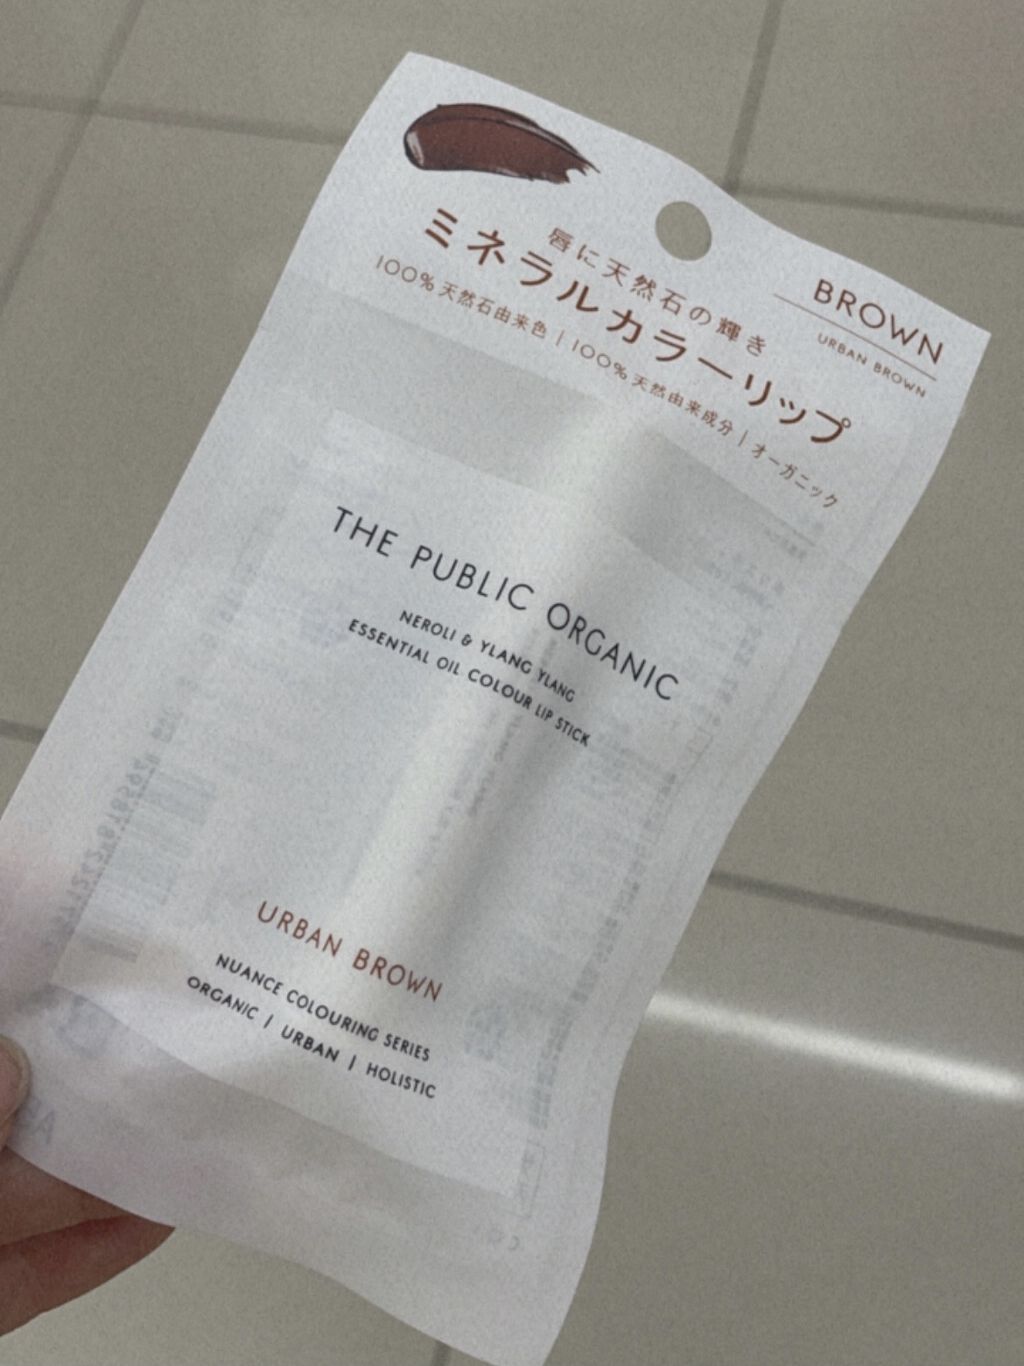 唇に天然石の輝き
ミネラルカラーリップ
100% 天然石由来色 | 100% 天然由来成分 | オーガニック
BROWN
URBAN BROWN
THE PUBLIC ORGANIC
NEROLI & YLANG YLANG
ESSENTIAL OIL COLOUR LIP STICK
URBAN BROWN
NUANCE COLOURING SERIES
ORGANIC / URBAN | HOLISTIC